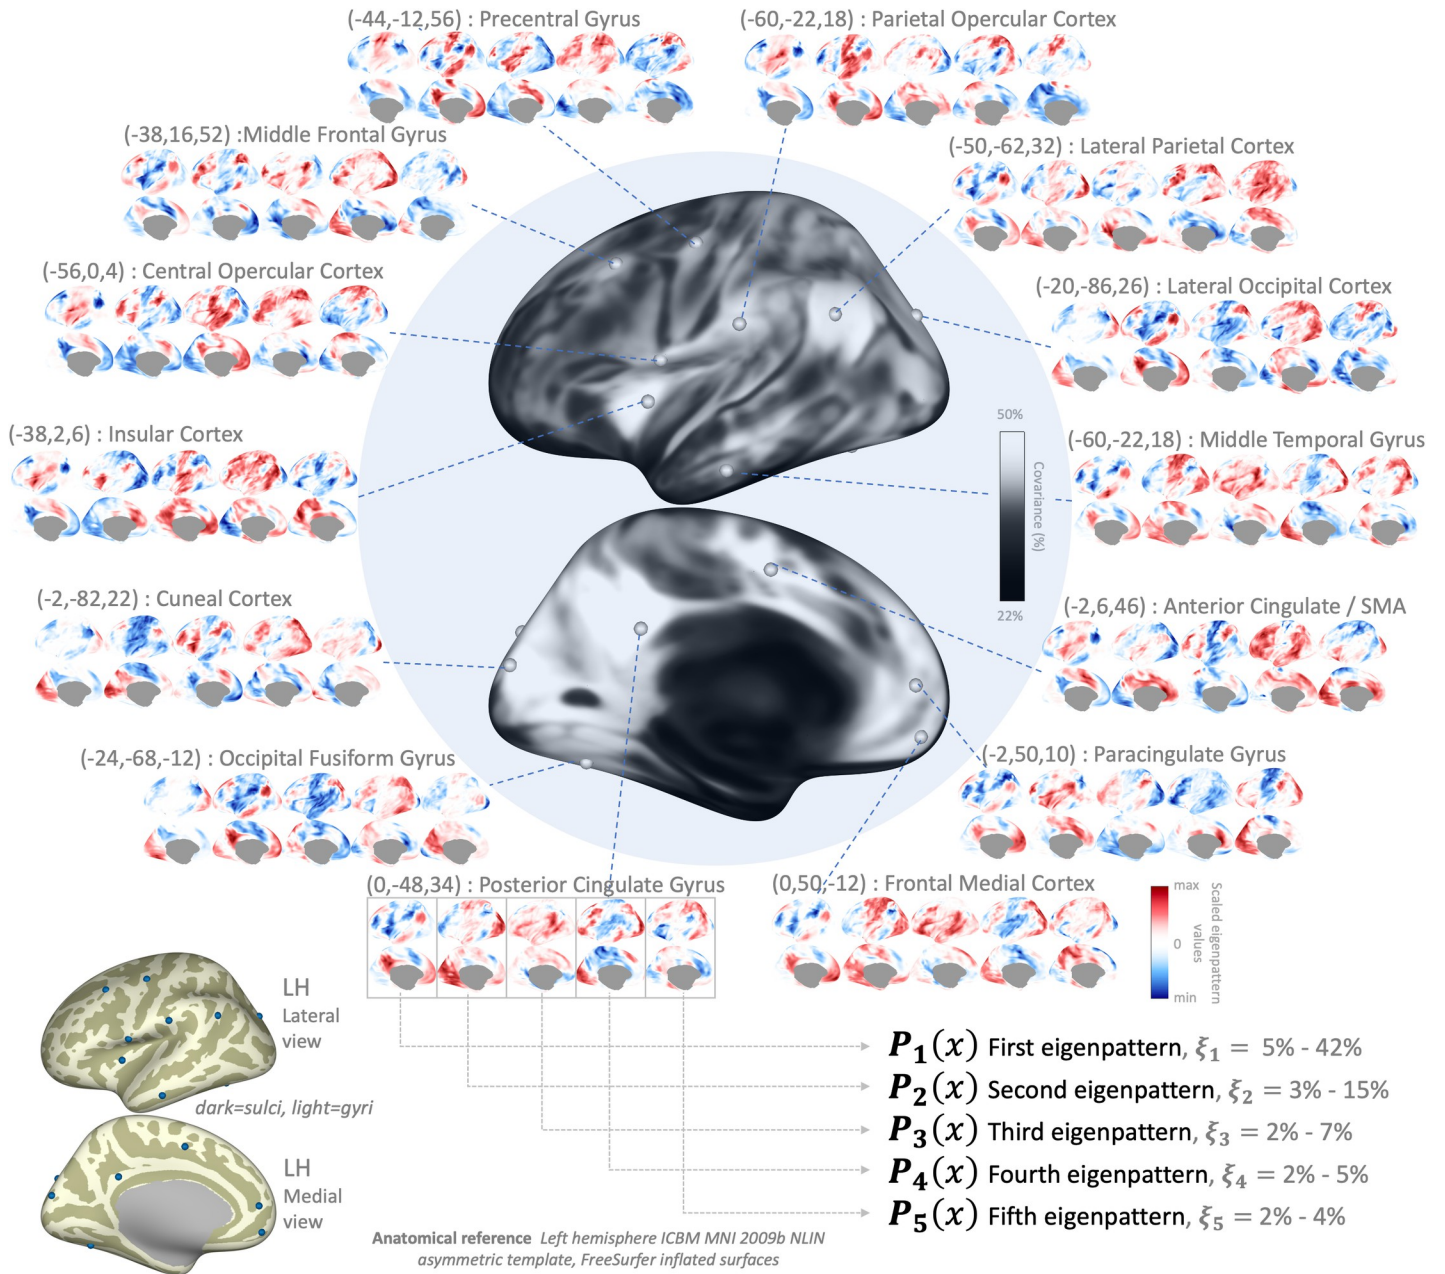 (-44,-12,56) : Precentral Gyrus
(-60,-22,18) : Parietal Opercular Cortex
(-38,16,52) :Middle Frontal Gyrus
(-50,-62,32) : Lateral Parietal Cortex
(-56,0,4) : Central Opercular Cortex
(-20,-86,26) : Lateral Occipital Cortex
(-38,2,6) : Insular Cortex
(-60,-22,18) : Middle Temporal Gyrus
50%
Covariance (%)
22%
(-2,-82,22) : Cuneal Cortex
(-2,6,46) : Anterior Cingulate / SMA
(-24,-68,-12) : Occipital Fusiform Gyrus
(-2,50,10) : Paracingulate Gyrus
(0,-48,34) : Posterior Cingulate Gyrus
(0,50,-12) : Frontal Medial Cortex
max
0
min
Scaled eigenpattern
values
LH
Lateral
view
dark=sulci, light=gyri
LH
Medial
view
P₁(x) First eigenpattern, ξ₁ = 5% - 42%
P₂(x) Second eigenpattern, ξ₂ = 3% - 15%
P₃(x) Third eigenpattern, ξ₃ = 2% - 7%
P₄(x) Fourth eigenpattern, ξ₄ = 2% - 5%
P₅(x) Fifth eigenpattern, ξ₅ = 2% - 4%
Anatomical reference Left hemisphere ICBM MNI 2009b NLIN
asymmetric template, FreeSurfer inflated surfaces